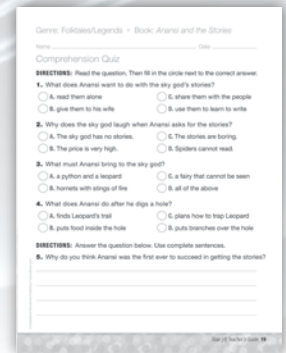 Genre: Folktales/Legends • Book: Anansi and the Stories
Name Date
Comprehension Quiz
DIRECTIONS: Read the question. Then fill in the circle next to the correct answer.
1. What does Anansi want to do with the sky god's stories?
A. read them alone C. share them with the people
B. give them to his wife D. use them to learn to write
2. Why does the sky god laugh when Anansi asks for the stories?
A. The sky god has no stories. C. The stories are boring.
B. The price is very high. D. Spiders cannot read.
3. What must Anansi bring to the sky god?
A. a python and a leopard C. a fairy that cannot be seen
B. hornets with stings of fire D. all of the above
4. What does Anansi do after he digs a hole?
A. finds Leopard's trail C. plans how to trap Leopard
B. puts food inside the hole D. puts branches over the hole
DIRECTIONS: Answer the question below. Use complete sentences.
5. Why do you think Anansi was the first ever to succeed in getting the stories?
Teacher's Guide